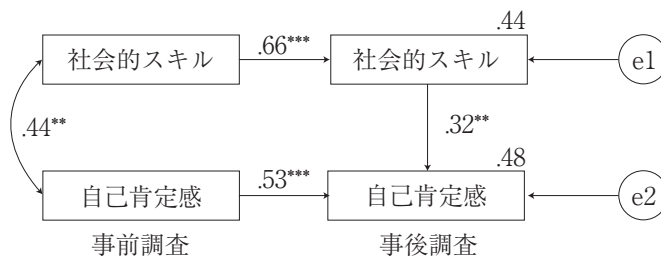 .44
社会的スキル .66*** 社会的スキル e1
.44** .32**
.48
自己肯定感 .53*** 自己肯定感 e2
事前調査 事後調査